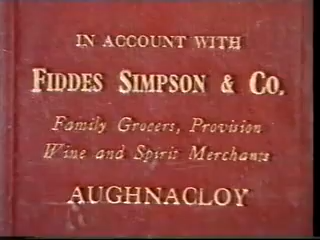 IN ACCOUNT WITH
FIDDES SIMPSON & CO.
Family Grocers, Provision
Wine and Spirit Merchants
AUGHNACLOY